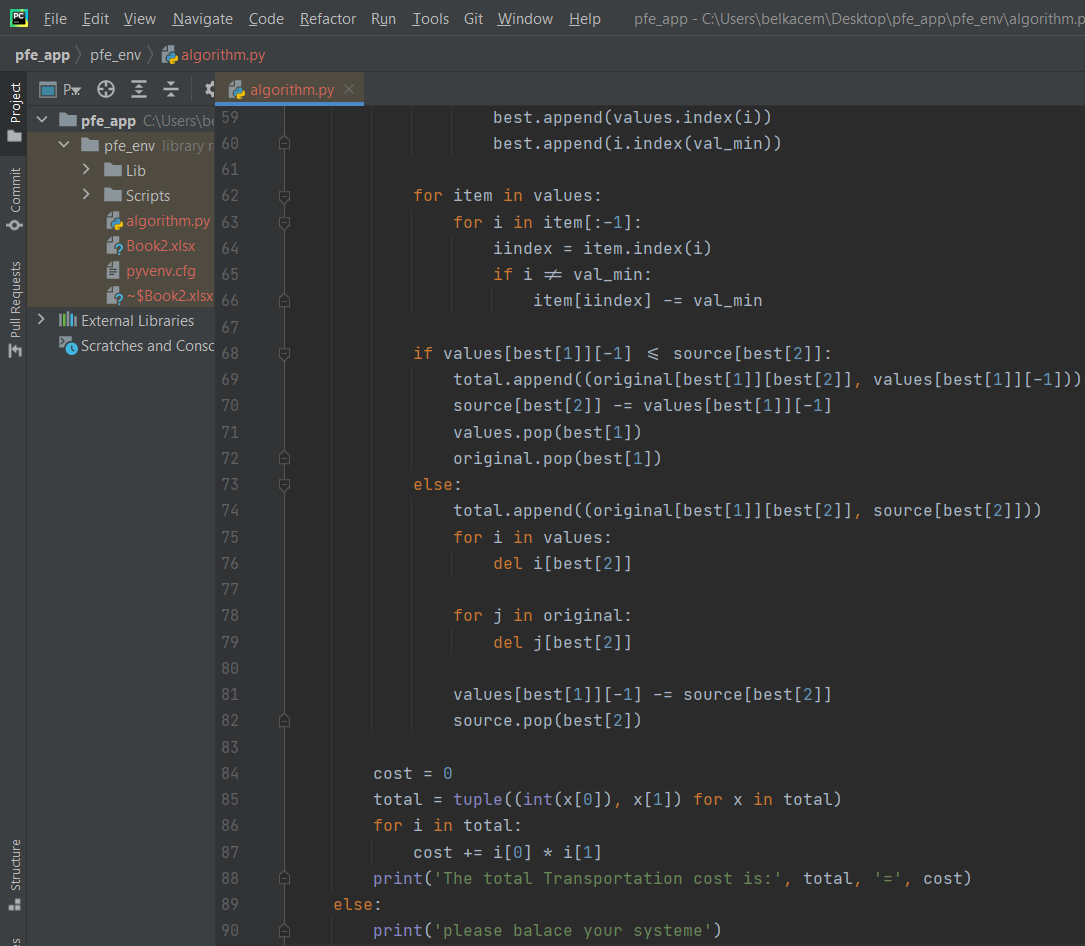 PC File Edit View Navigate Code Refactor Run Tools Git Window Help pfe_app - C:\Users\belkacem\Desktop\pfe_app\pfe_env\algorithm.p
pfe_app pfe_env algorithm.py
Project
Commit
Pull Requests
Structure
P...
pfe_app C:\Users\be
pfe_env library r
Lib
Scripts
algorithm.py
Book2.xlsx
pyvenv.cfg
~$Book2.xlsx
External Libraries
Scratches and Consc
algorithm.py
59 best.append(values.index(i))
60 best.append(i.index(val_min))
61
62 for item in values:
63 for i in item[:-1]:
64 iindex = item.index(i)
65 if i != val_min:
66 item[iindex] -= val_min
67
68 if values[best[1]][-1] <= source[best[2]]:
69 total.append((original[best[1]][best[2]], values[best[1]][-1]))
70 source[best[2]] -= values[best[1]][-1]
71 values.pop(best[1])
72 original.pop(best[1])
73 else:
74 total.append((original[best[1]][best[2]], source[best[2]]))
75 for i in values:
76 del i[best[2]]
77
78 for j in original:
79 del j[best[2]]
80
81 values[best[1]][-1] -= source[best[2]]
82 source.pop(best[2])
83
84 cost = 0
85 total = tuple((int(x[0]), x[1]) for x in total)
86 for i in total:
87 cost += i[0] * i[1]
88 print('The total Transportation cost is:', total, '=', cost)
89 else:
90 print('please balace your systeme')